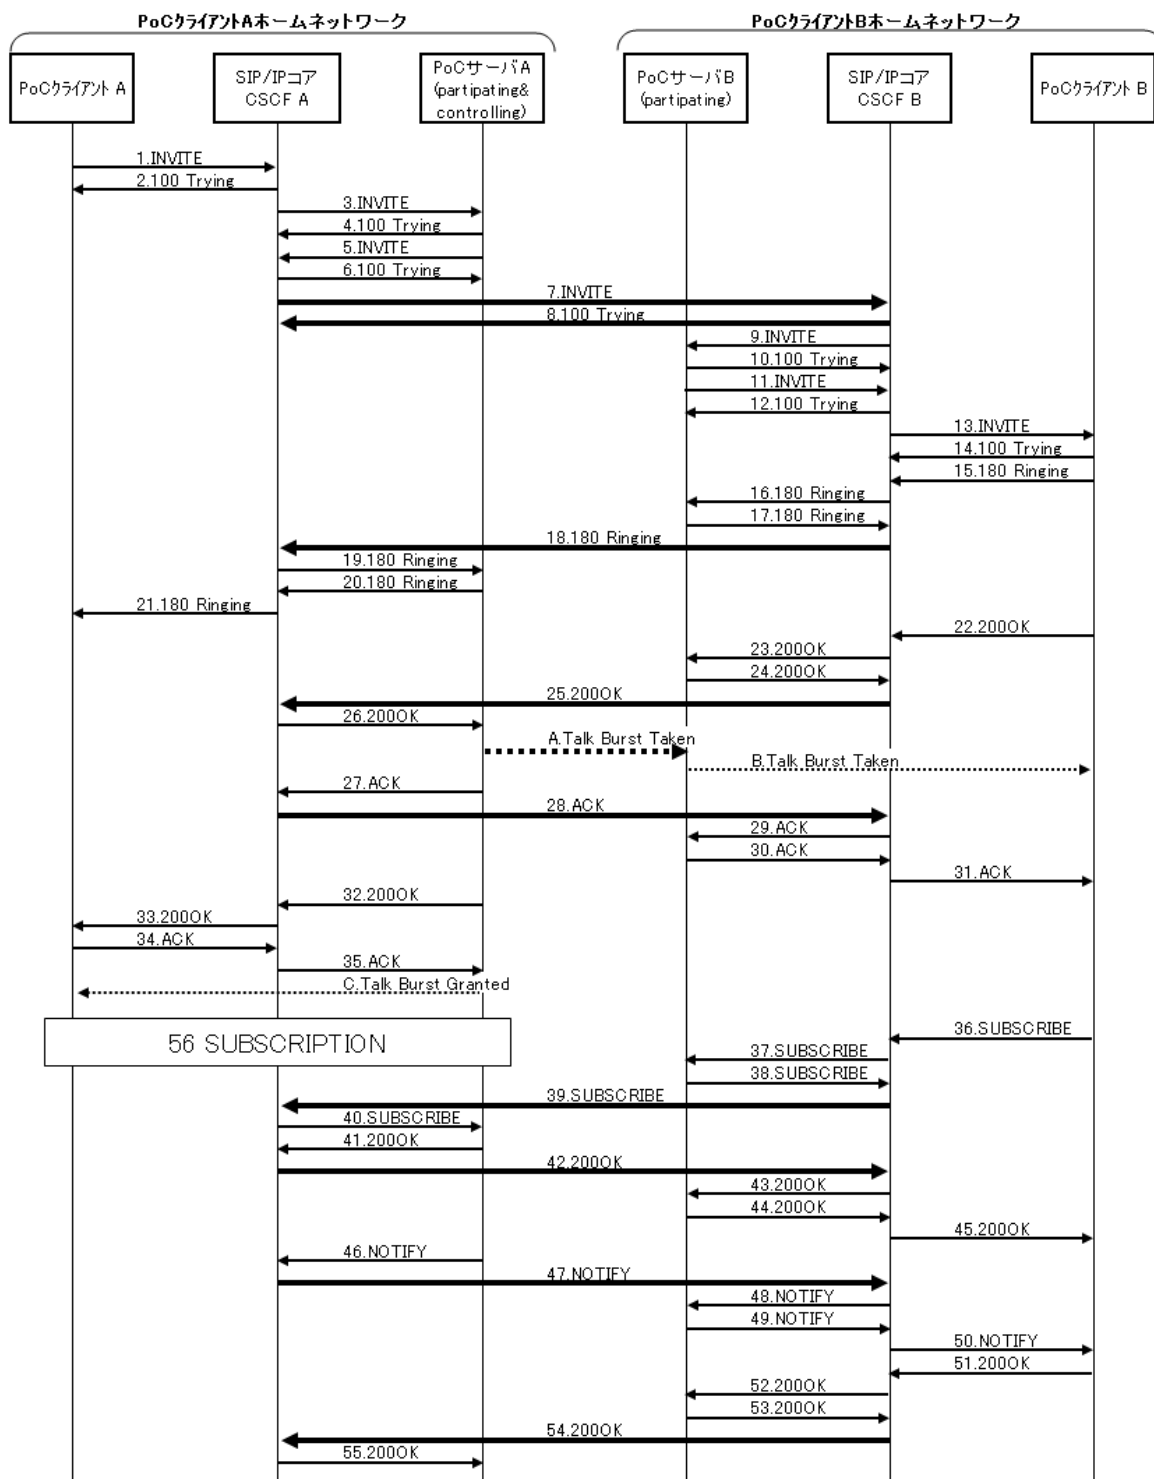 PoCクライアントAホームネットワーク
PoCクライアントBホームネットワーク
PoCクライアント A
SIP/IPコア
CSCF A
PoCサーバA
(partipating&
controlling)
PoCサーバB
(partipating)
SIP/IPコア
CSCF B
PoCクライアント B
1.INVITE
2.100 Trying
3.INVITE
4.100 Trying
5.INVITE
6.100 Trying
7.INVITE
8.100 Trying
9.INVITE
10.100 Trying
11.INVITE
12.100 Trying
13.INVITE
14.100 Trying
15.180 Ringing
16.180 Ringing
17.180 Ringing
18.180 Ringing
19.180 Ringing
20.180 Ringing
21.180 Ringing
22.200OK
23.200OK
24.200OK
25.200OK
26.200OK
A.Talk Burst Taken
B.Talk Burst Taken
27.ACK
28.ACK
29.ACK
30.ACK
31.ACK
32.200OK
33.200OK
34.ACK
35.ACK
C.Talk Burst Granted
56 SUBSCRIPTION
36.SUBSCRIBE
37.SUBSCRIBE
38.SUBSCRIBE
39.SUBSCRIBE
40.SUBSCRIBE
41.200OK
42.200OK
43.200OK
44.200OK
45.200OK
46.NOTIFY
47.NOTIFY
48.NOTIFY
49.NOTIFY
50.NOTIFY
51.200OK
52.200OK
53.200OK
54.200OK
55.200OK